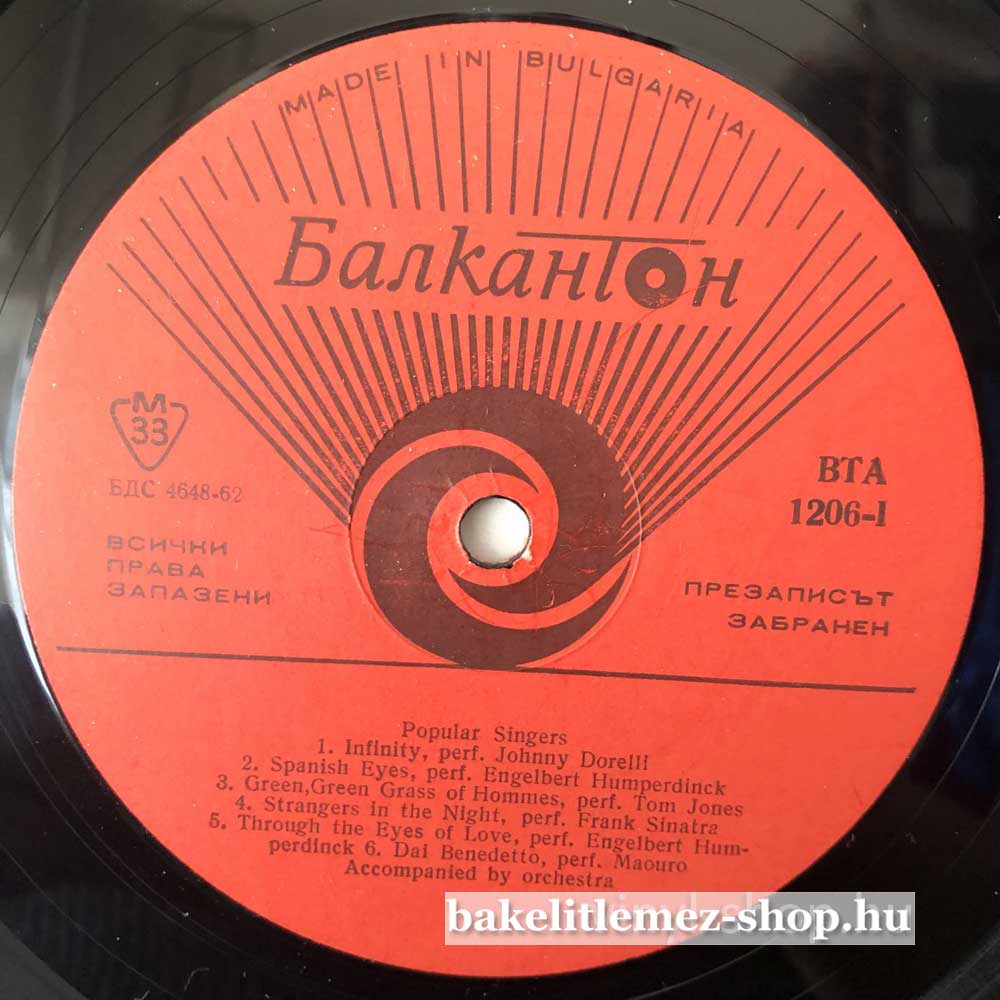 MADE IN BULGARIA
Балкантон
М
33
БДС 4648-62
ВТА
1206-I
ВСИЧКИ
ПРАВА
ЗАПАЗЕНИ
ПРЕЗАПИСЪТ
ЗАБРАНЕН
Popular Singers
1. Infinity, perf. Johnny Dorelli
2. Spanish Eyes, perf. Engelbert Humperdinck
3. Green,Green Grass of Hommes, perf. Tom Jones
4. Strangers in the Night, perf. Frank Sinatra
5. Through the Eyes of Love, perf. Engelbert Hum-
perdinck 6. Dai Benedetto, perf. Maouro
Accompanied by orchestra
bakelitlemez-shop.hu